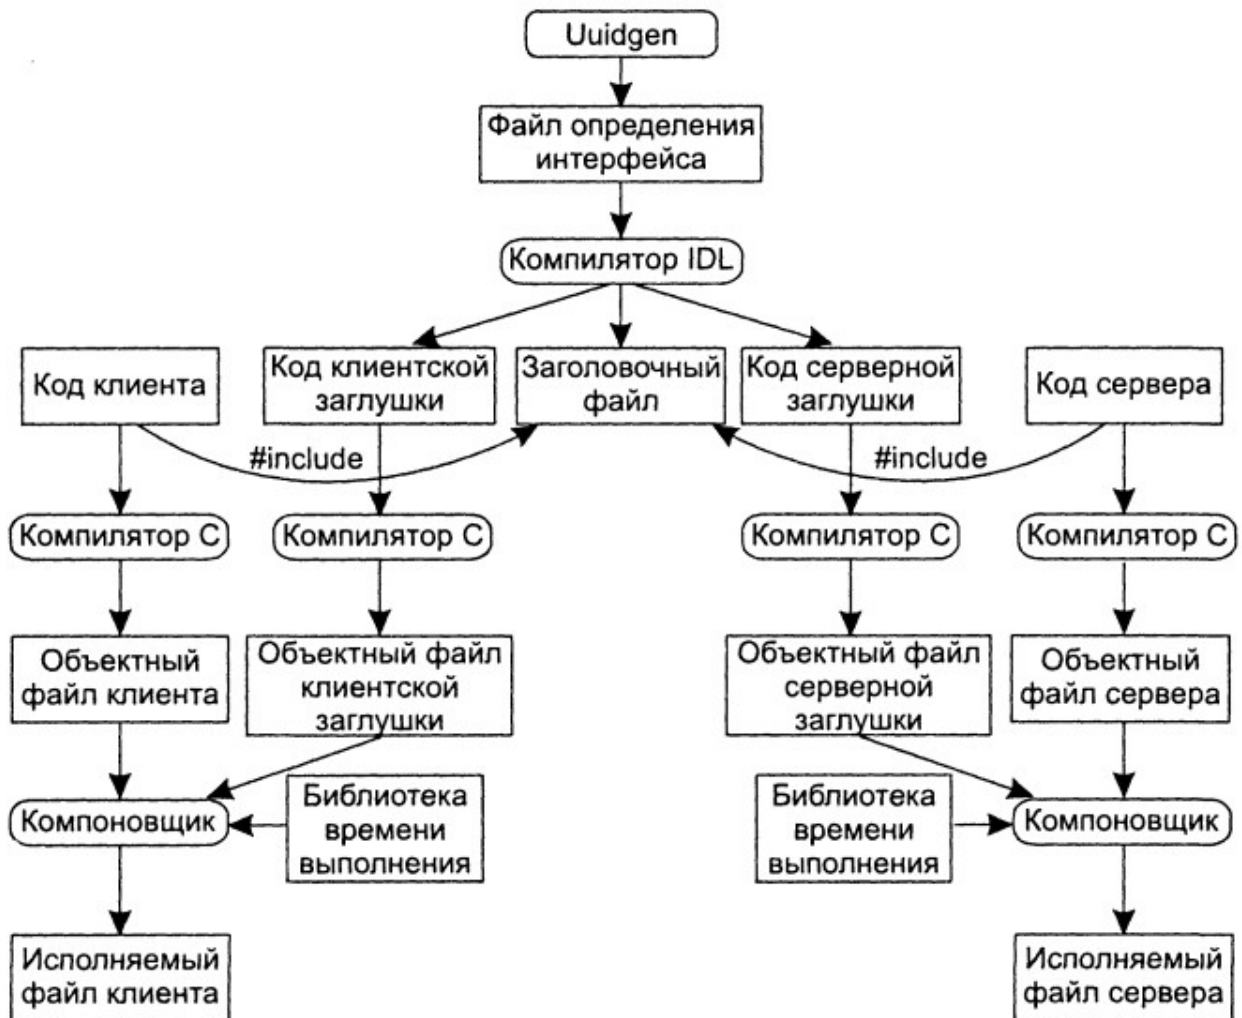 Uuidgen
Файл определения
интерфейса
Компилятор IDL
Код клиента
Код клиентской
заглушки
Заголовочный
файл
Код серверной
заглушки
Код сервера
#include
#include
Компилятор С
Компилятор С
Компилятор С
Компилятор С
Объектный
файл клиента
Объектный файл
клиентской
заглушки
Объектный файл
серверной
заглушки
Объектный
файл сервера
Компоновщик
Библиотека
времени
выполнения
Библиотека
времени
выполнения
Компоновщик
Исполняемый
файл клиента
Исполняемый
файл сервера